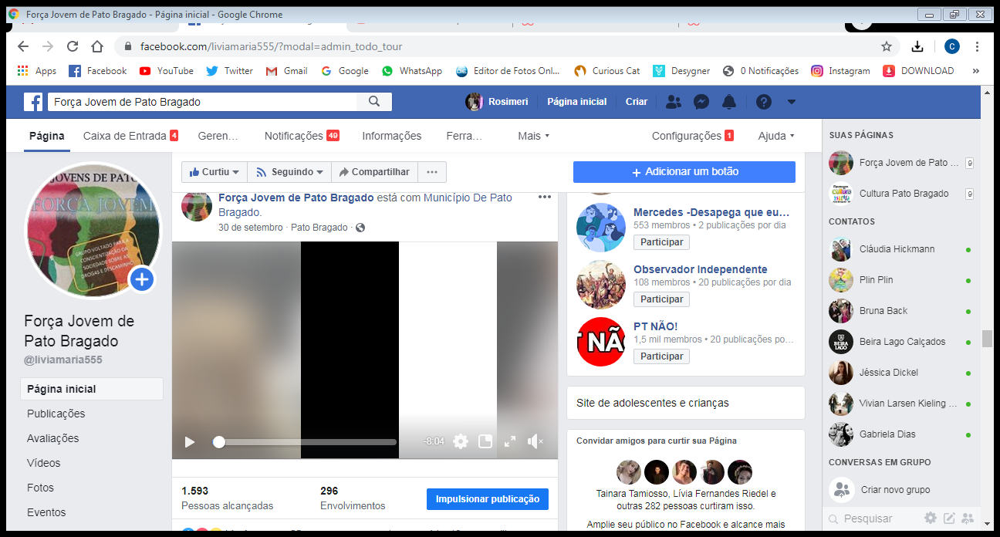 Força Jovem de Pato Bragado - Página inicial - Google Chrome
facebook.com/liviamaria555/?modal=admin_todo_tour
C
Apps Facebook YouTube Twitter Gmail Google WhatsApp Editor de Fotos Onl... Curious Cat Desygner 0 Notificações Instagram DOWNLOAD »
Força Jovem de Pato Bragado
Rosimeri Página inicial Criar
Página Caixa de Entrada 4 Geren… Notificações 49 Informações Ferra… Mais Configurações 1 Ajuda
JOVENS DE PATO
FORÇA JOVEM
GRUPO VOLTADO PARA A
CONSCIENTIZAÇÃO DA
SOCIEDADE SOBRE AS
DROGAS E DESCAMINHO
Força Jovem de
Pato Bragado
@liviamaria555
Página inicial
Publicações
Avaliações
Vídeos
Fotos
Eventos
Curtiu Seguindo Compartilhar ...
Adicionar um botão
Força Jovem de Pato Bragado está com Município De Pato
Bragado.
30 de setembro · Pato Bragado ·
-8:04
1.593
Pessoas alcançadas
296
Envolvimentos
Impulsionar publicação
Mercedes -Desapega que eu…
553 membros • 2 publicações por dia
Participar
Observador Independente
108 membros • 20 publicações por dia
Participar
T NÃO
PT NÃO!
1,5 mil membros • 20 publicações po…
Participar
Site de adolescentes e crianças
Convidar amigos para curtir sua Página
Tainara Tamiosso, Lívia Fernandes Riedel e
outras 282 pessoas curtiram isso.
Amplie seu público no Facebook e alcance mais
SUAS PÁGINAS
Força Jovem de Pato ... 9
Cultura Pato Bragado 9
CONTATOS
Cláudia Hickmann
Plin Plin
Bruna Back
BEIRA
LAGO
Beira Lago Calçados
Jéssica Dickel
Vivian Larsen Kieling ...
Gabriela Dias
CONVERSAS EM GRUPO
Criar novo grupo
Pesquisar